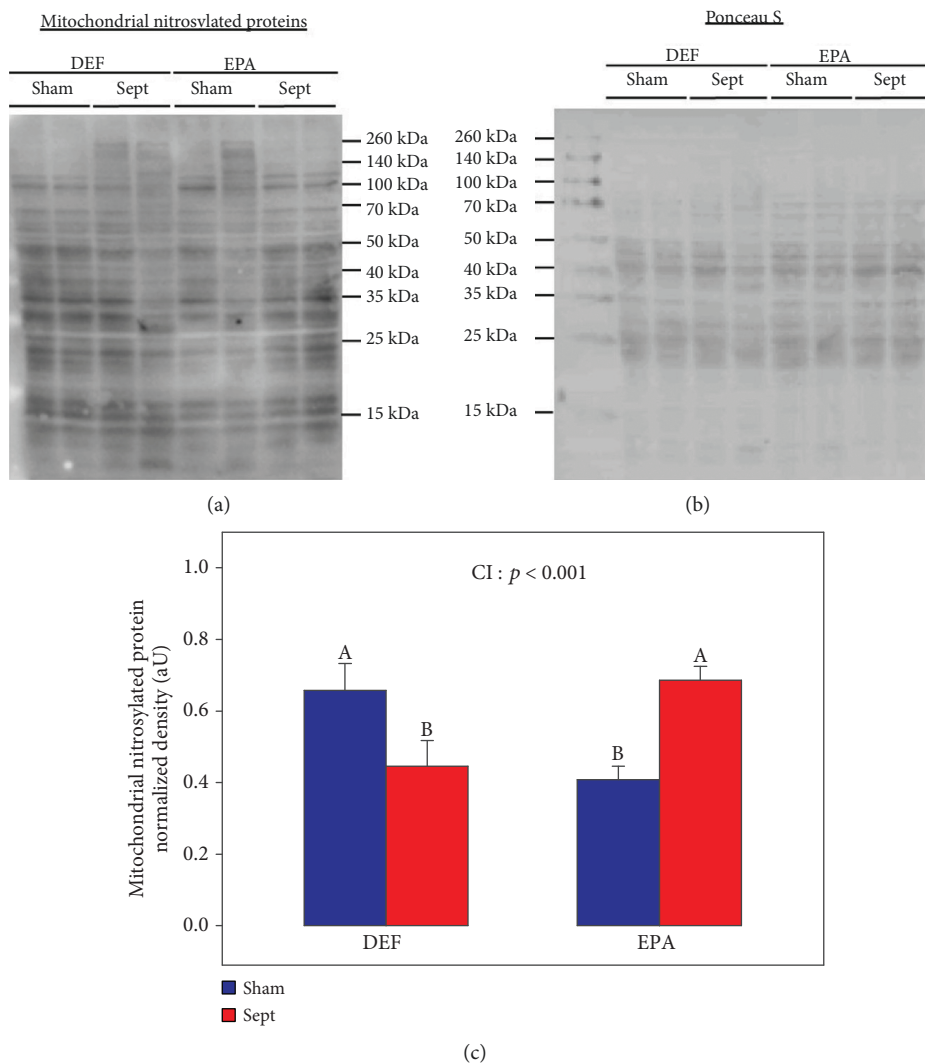 Mitochondrial nitrosylated proteins
DEF EPA
Sham Sept Sham Sept
260 kDa
140 kDa
100 kDa
70 kDa
50 kDa
40 kDa
35 kDa
25 kDa
15 kDa
(a)
Ponceau S
DEF EPA
Sham Sept Sham Sept
260 kDa
140 kDa
100 kDa
70 kDa
50 kDa
40 kDa
35 kDa
25 kDa
15 kDa
(b)
Mitochondrial nitrosylated protein
normalized density (aU)
1.0
0.8
0.6
0.4
0.2
0.0
CI : p < 0.001
A
B
B
A
DEF EPA
Sham
Sept
(c)